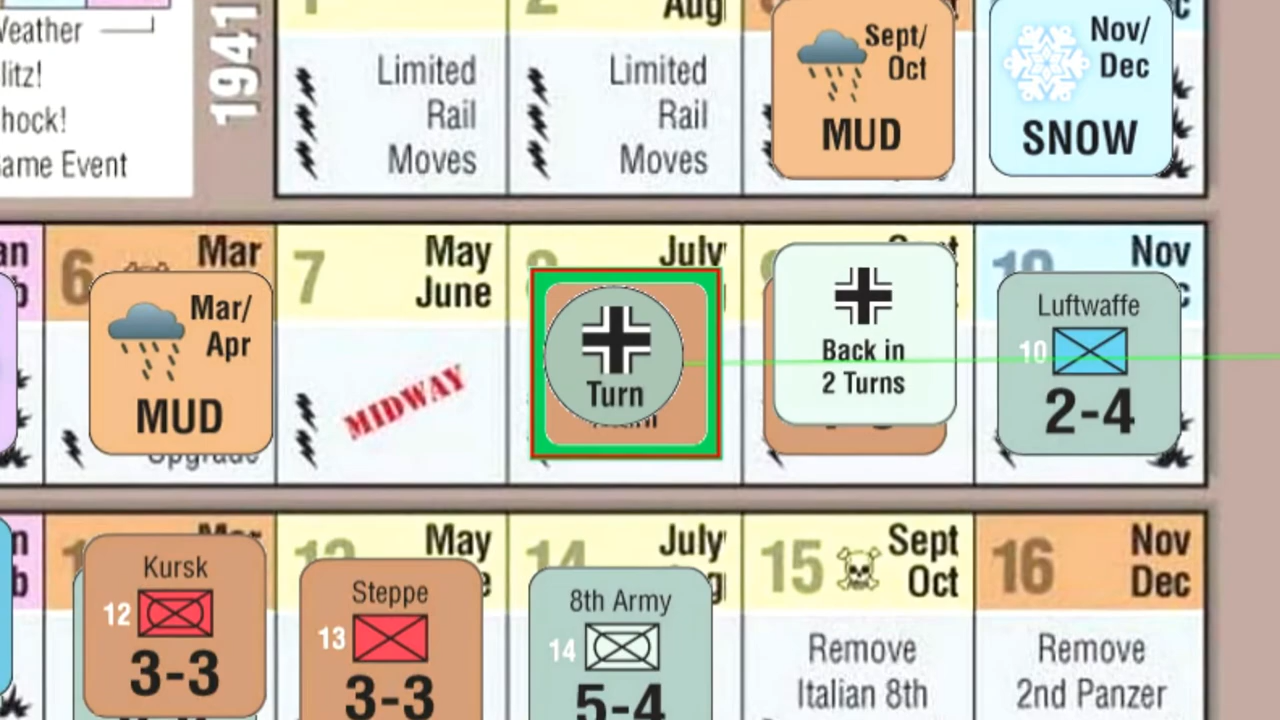 Weather
litz!
hock!
ame Event
1941
Aug
Limited
Rail
Moves
Limited
Rail
Moves
Sept/
Oct
MUD
Nov/
Dec
SNOW
6
Mar
Mar/
Apr
MUD
Upgrade
7
May
June
MIDWAY
July
Turn
Back in
2 Turns
10
Nov
Luftwaffe
10
2-4
Kursk
12
3-3
May
Steppe
13
3-3
14
July
8th Army
14
5-4
15
Sept
Oct
Remove
Italian 8th
16
Nov
Dec
Remove
2nd Panzer